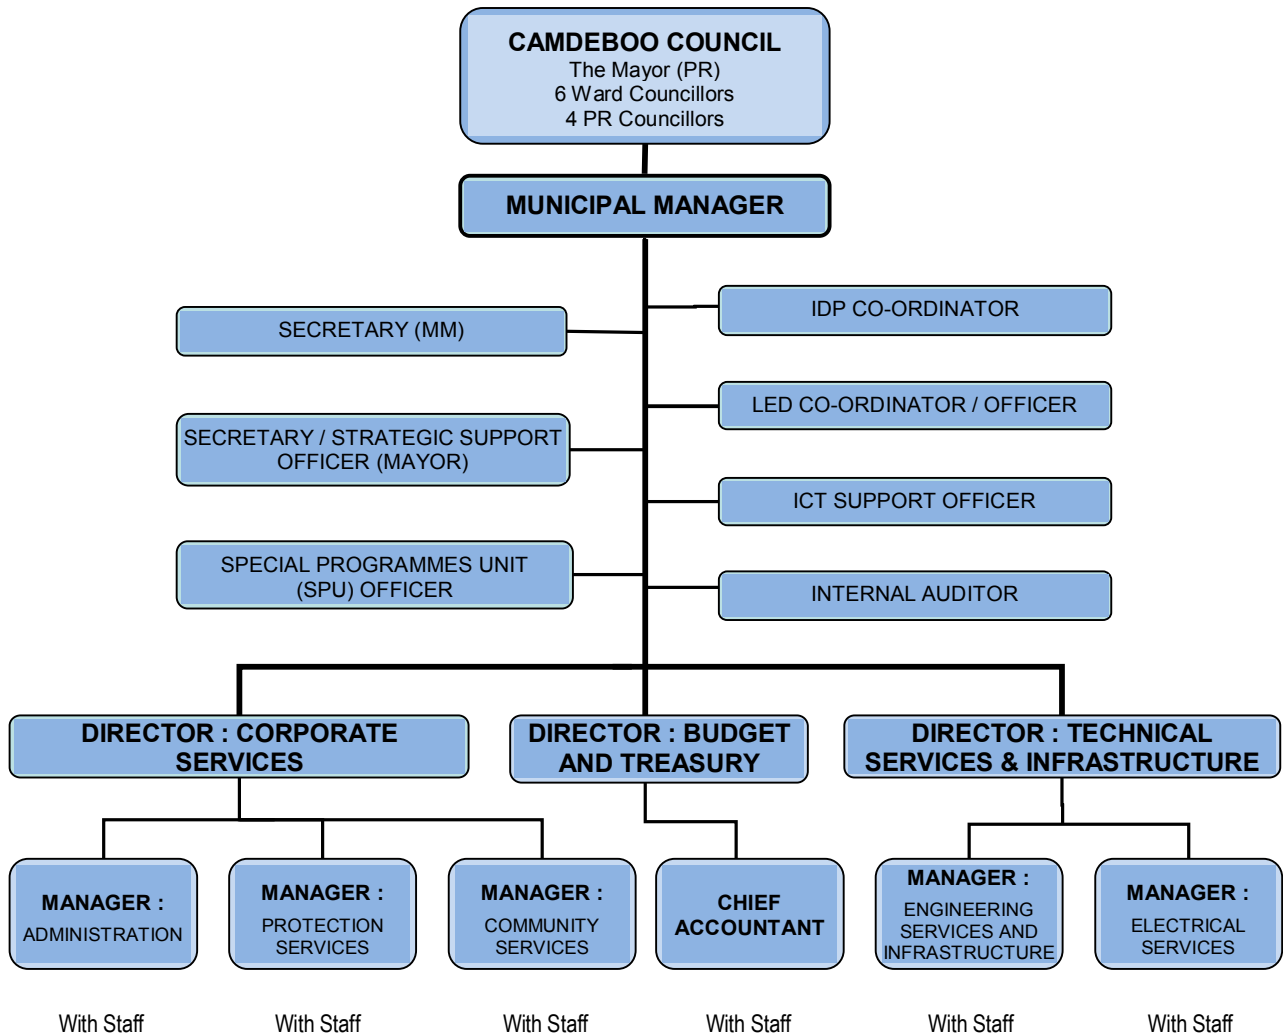 CAMDEBOO COUNCIL
The Mayor (PR)
6 Ward Councillors
4 PR Councillors
MUNICIPAL MANAGER
SECRETARY (MM)
IDP CO-ORDINATOR
LED CO-ORDINATOR / OFFICER
SECRETARY / STRATEGIC SUPPORT
OFFICER (MAYOR)
ICT SUPPORT OFFICER
SPECIAL PROGRAMMES UNIT
(SPU) OFFICER
INTERNAL AUDITOR
DIRECTOR : CORPORATE
SERVICES
DIRECTOR : BUDGET
AND TREASURY
DIRECTOR : TECHNICAL
SERVICES & INFRASTRUCTURE
MANAGER :
ADMINISTRATION
MANAGER :
PROTECTION
SERVICES
MANAGER :
COMMUNITY
SERVICES
CHIEF
ACCOUNTANT
MANAGER :
ENGINEERING
SERVICES AND
INFRASTRUCTURE
MANAGER :
ELECTRICAL
SERVICES
With Staff
With Staff
With Staff
With Staff
With Staff
With Staff